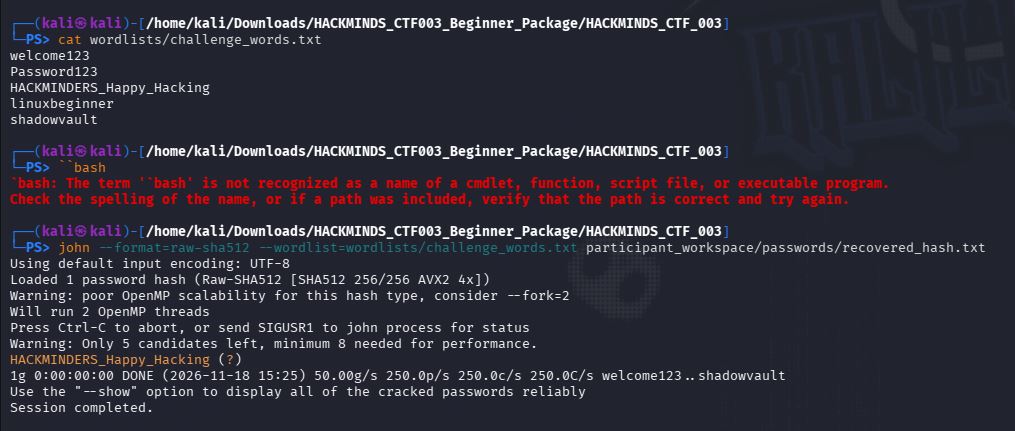 ┌──(kali㉿kali)-[/home/kali/Downloads/HACKMINDS_CTF003_Beginner_Package/HACKMINDS_CTF_003]
└─PS> cat wordlists/challenge_words.txt
welcome123
Password123
HACKMINDERS_Happy_Hacking
linuxbeginner
shadowvault
┌──(kali㉿kali)-[/home/kali/Downloads/HACKMINDS_CTF003_Beginner_Package/HACKMINDS_CTF_003]
└─PS> ``bash
`bash: The term '`bash' is not recognized as a name of a cmdlet, function, script file, or executable program.
Check the spelling of the name, or if a path was included, verify that the path is correct and try again.
┌──(kali㉿kali)-[/home/kali/Downloads/HACKMINDS_CTF003_Beginner_Package/HACKMINDS_CTF_003]
└─PS> john --format=raw-sha512 --wordlist=wordlists/challenge_words.txt participant_workspace/passwords/recovered_hash.txt
Using default input encoding: UTF-8
Loaded 1 password hash (Raw-SHA512 [SHA512 256/256 AVX2 4x])
Warning: poor OpenMP scalability for this hash type, consider --fork=2
Will run 2 OpenMP threads
Press Ctrl-C to abort, or send SIGUSR1 to john process for status
Warning: Only 5 candidates left, minimum 8 needed for performance.
HACKMINDERS_Happy_Hacking (?)
1g 0:00:00:00 DONE (2026-11-18 15:25) 50.00g/s 250.0p/s 250.0c/s 250.0C/s welcome123..shadowvault
Use the "--show" option to display all of the cracked passwords reliably
Session completed.